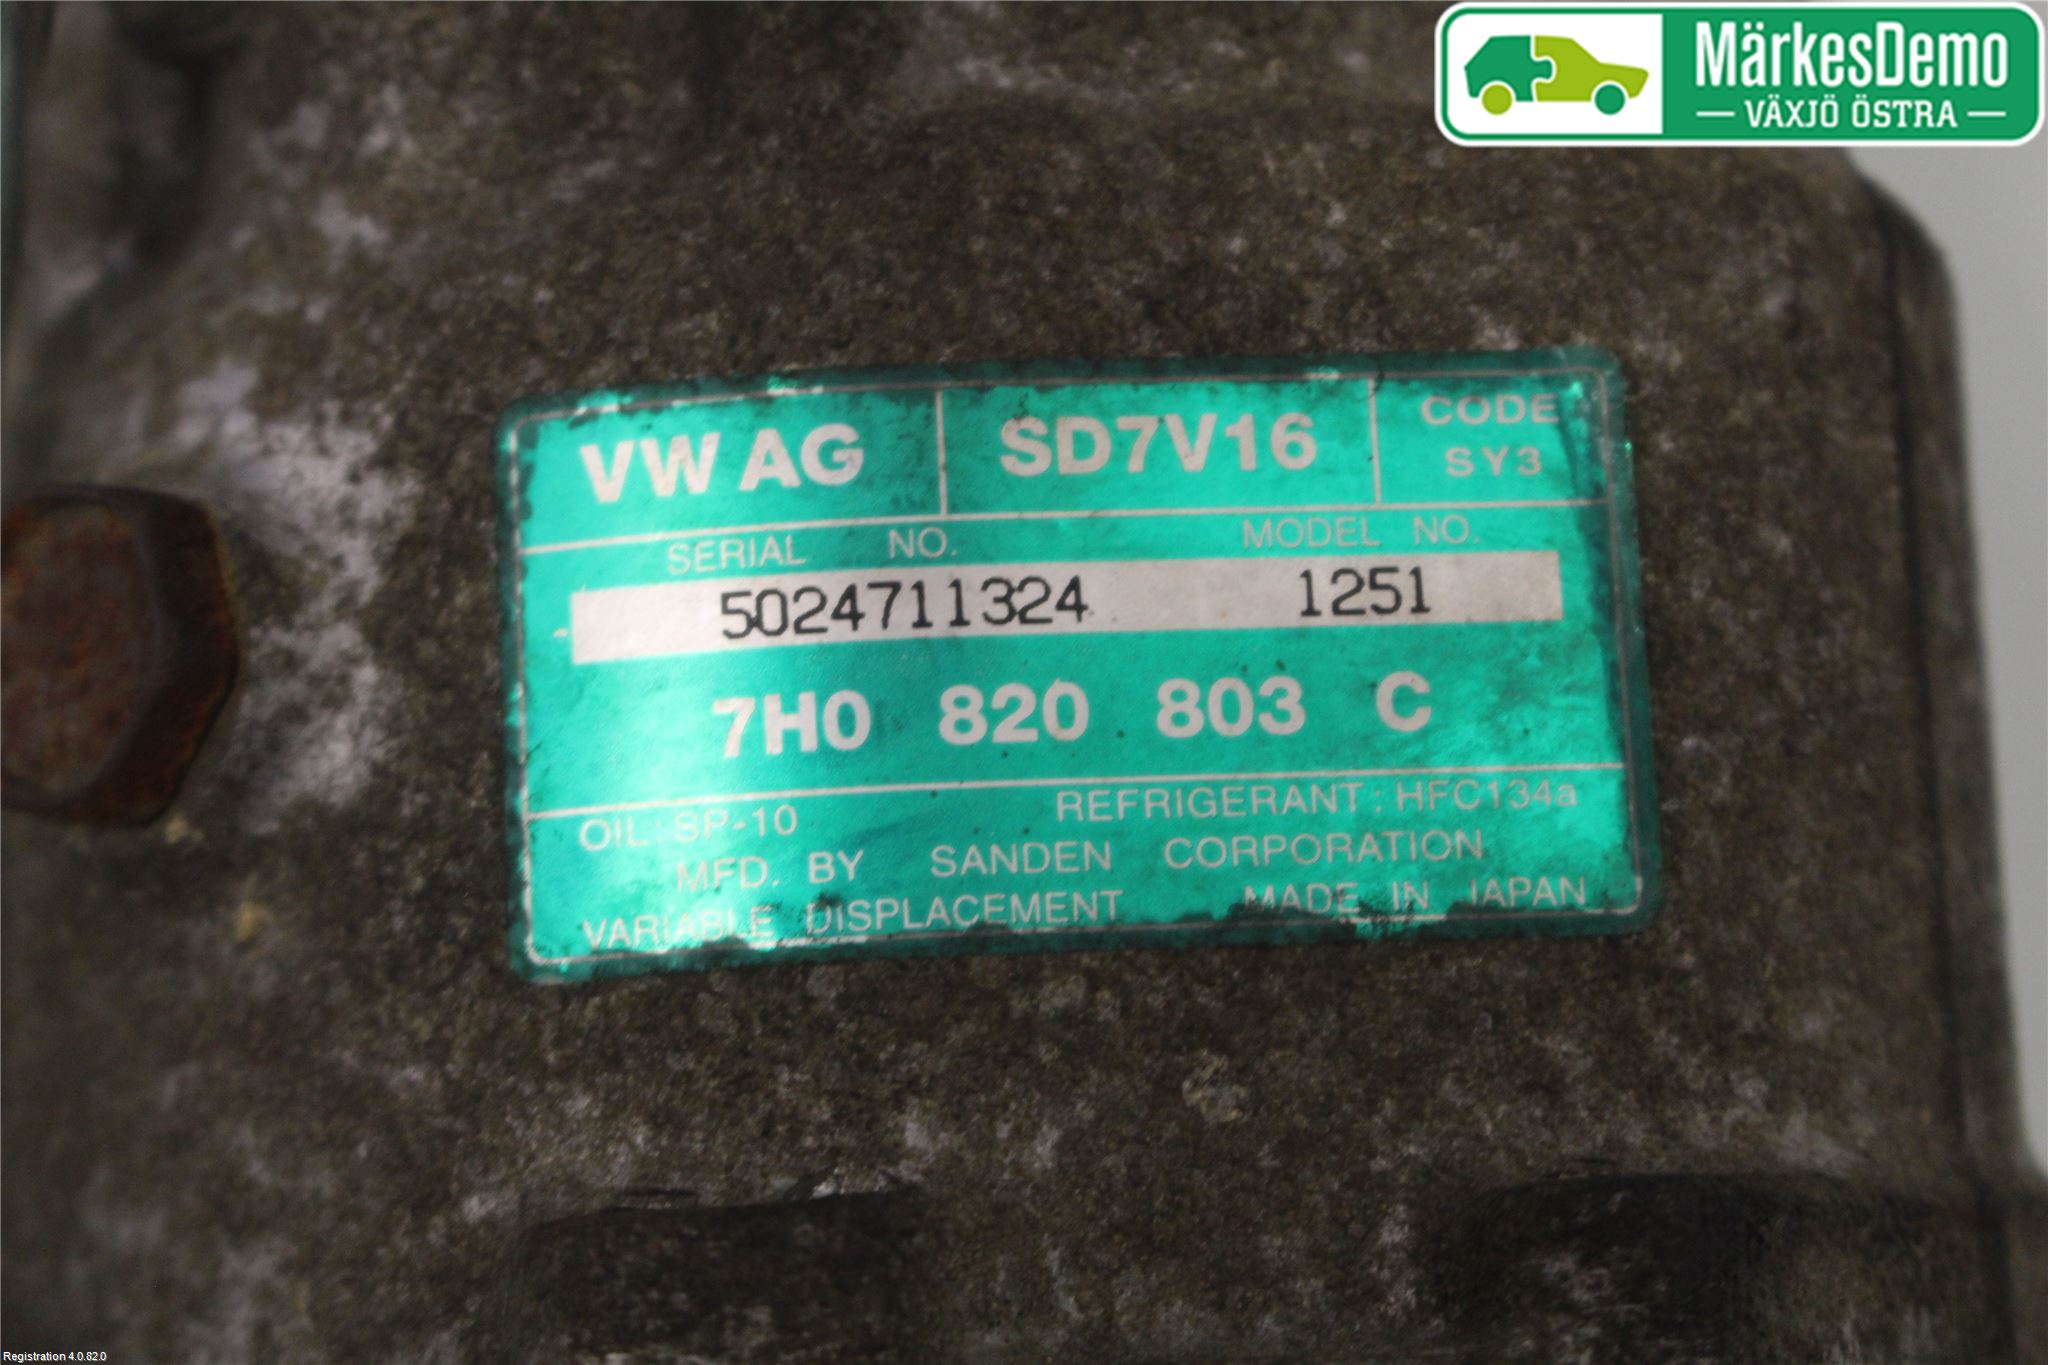 MärkesDemo
VÄXJÖ ÖSTRA
VW AG
SD7V16
CODE
SY3
SERIAL NO.
MODEL NO.
5024711324
1251
7H0 820 803 C
OIL: SP-10
REFRIGERANT: HFC134a
MFD. BY SANDEN CORPORATION
VARIABLE DISPLACEMENT
MADE IN JAPAN
Registration 4.0.82.0